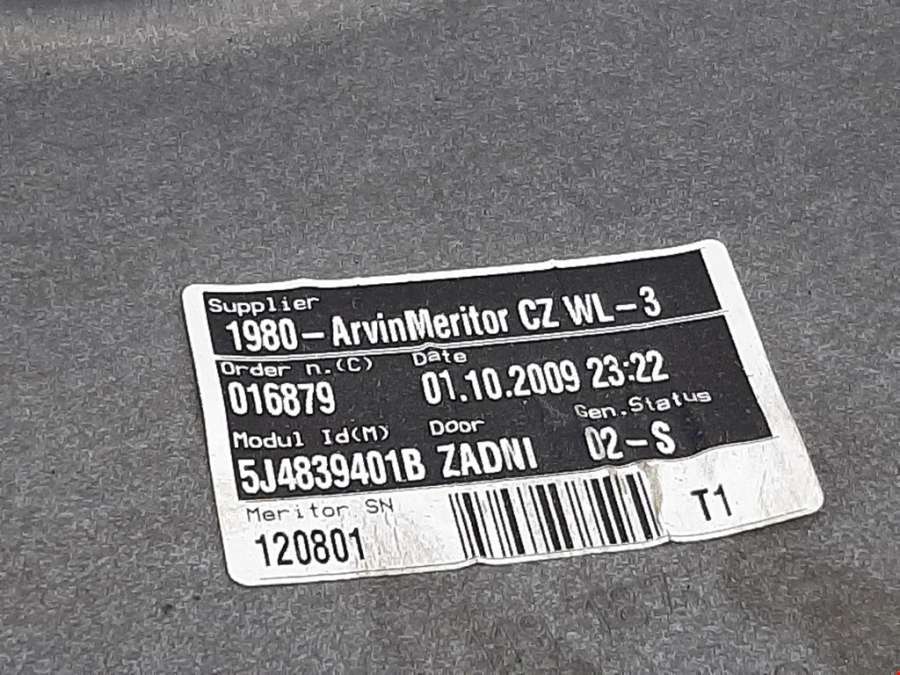 Supplier
1980-ArvinMeritor CZ WL-3
Order n.(C) Date
016879 01.10.2009 23:22
Modul Id(M) Door Gen.Status
5J4839401B ZADNI 02-S
Meritor SN
120801 T1